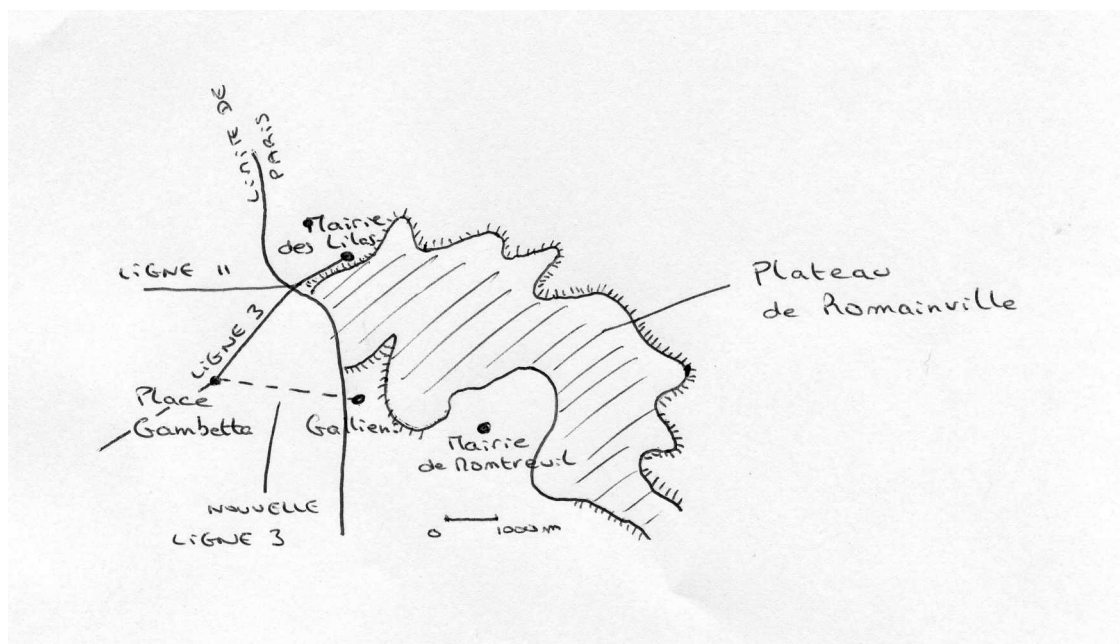 LIMITE DE
PARIS
Mairie
des Lilas
LIGNE 11
Plateau
de Romainville
LIGNE 3
Place
Gambetta
Gallieni
Mairie
de Montreuil
NOUVELLE
LIGNE 3
0 1000 m